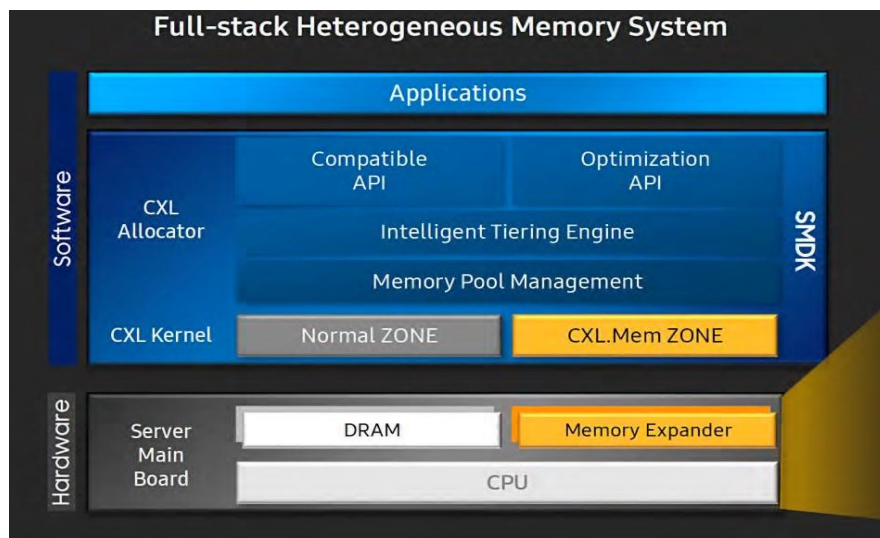 Full-stack Heterogeneous Memory System
Software
Applications
CXL
Allocator
Compatible
API
Optimization
API
Intelligent Tiering Engine
Memory Pool Management
SMDK
CXL Kernel
Normal ZONE
CXL.Mem ZONE
Hardware
Server
Main
Board
DRAM
Memory Expander
CPU